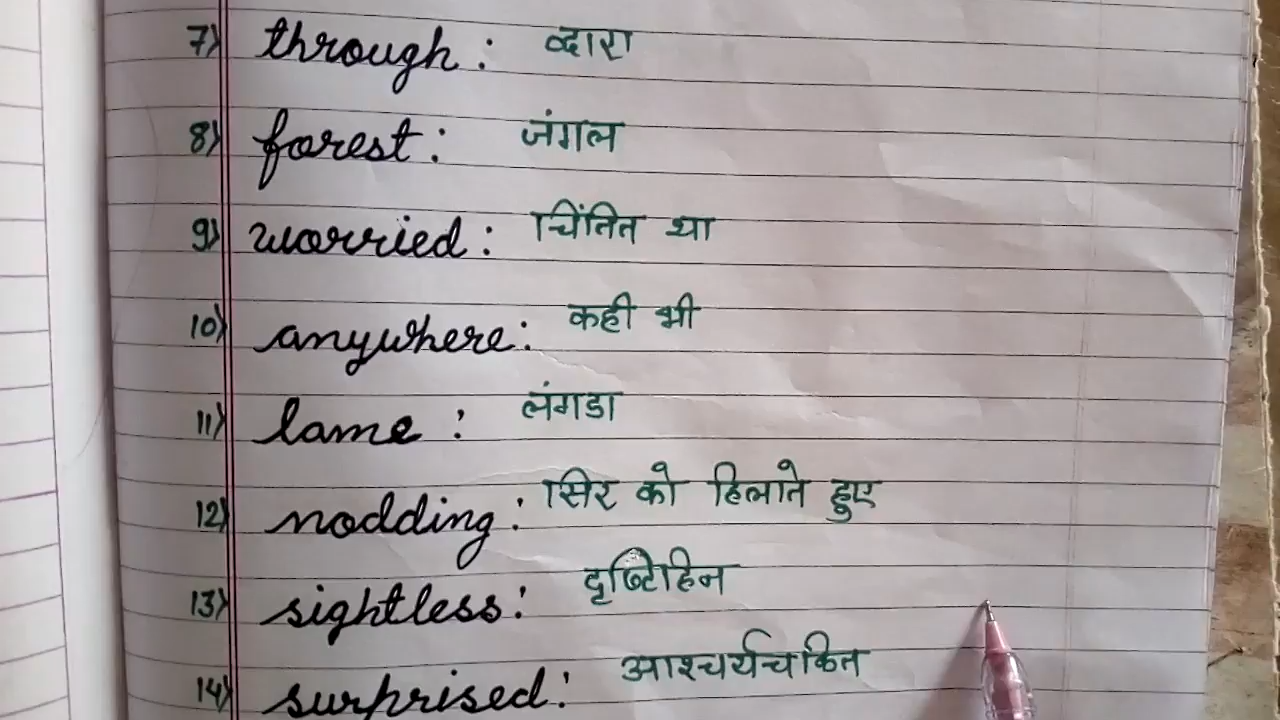 7) through : व्दारा
8) forest : जंगल
9) worried : चिंतित था
10) anywhere : कही भी
11) lame : लंगडा
12) nodding : सिर को हिलाते हुए
13) sightless : दृष्टिहिन
14) surprised : आश्चर्यचकित